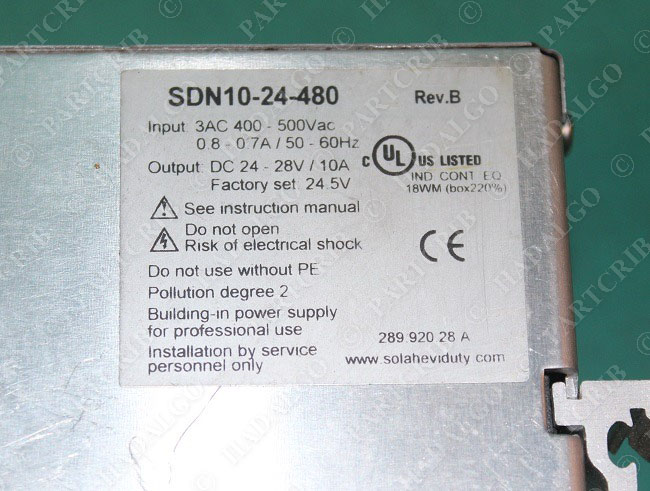 SDN10-24-480 Rev.B
Input 3AC 400 - 500Vac
0.8 - 0.7A / 50 - 60Hz
Output: DC 24 - 28V / 10A
Factory set: 24.5V
C UL US LISTED
IND CONT EQ
18WM (box220%)
See instruction manual
Do not open
Risk of electrical shock
CE
Do not use without PE
Pollution degree 2
Building-in power supply
for professional use
289 920 28 A
Installation by service
personnel only
www.solaheviduty.com
© PARTCRIB
© HADALGO